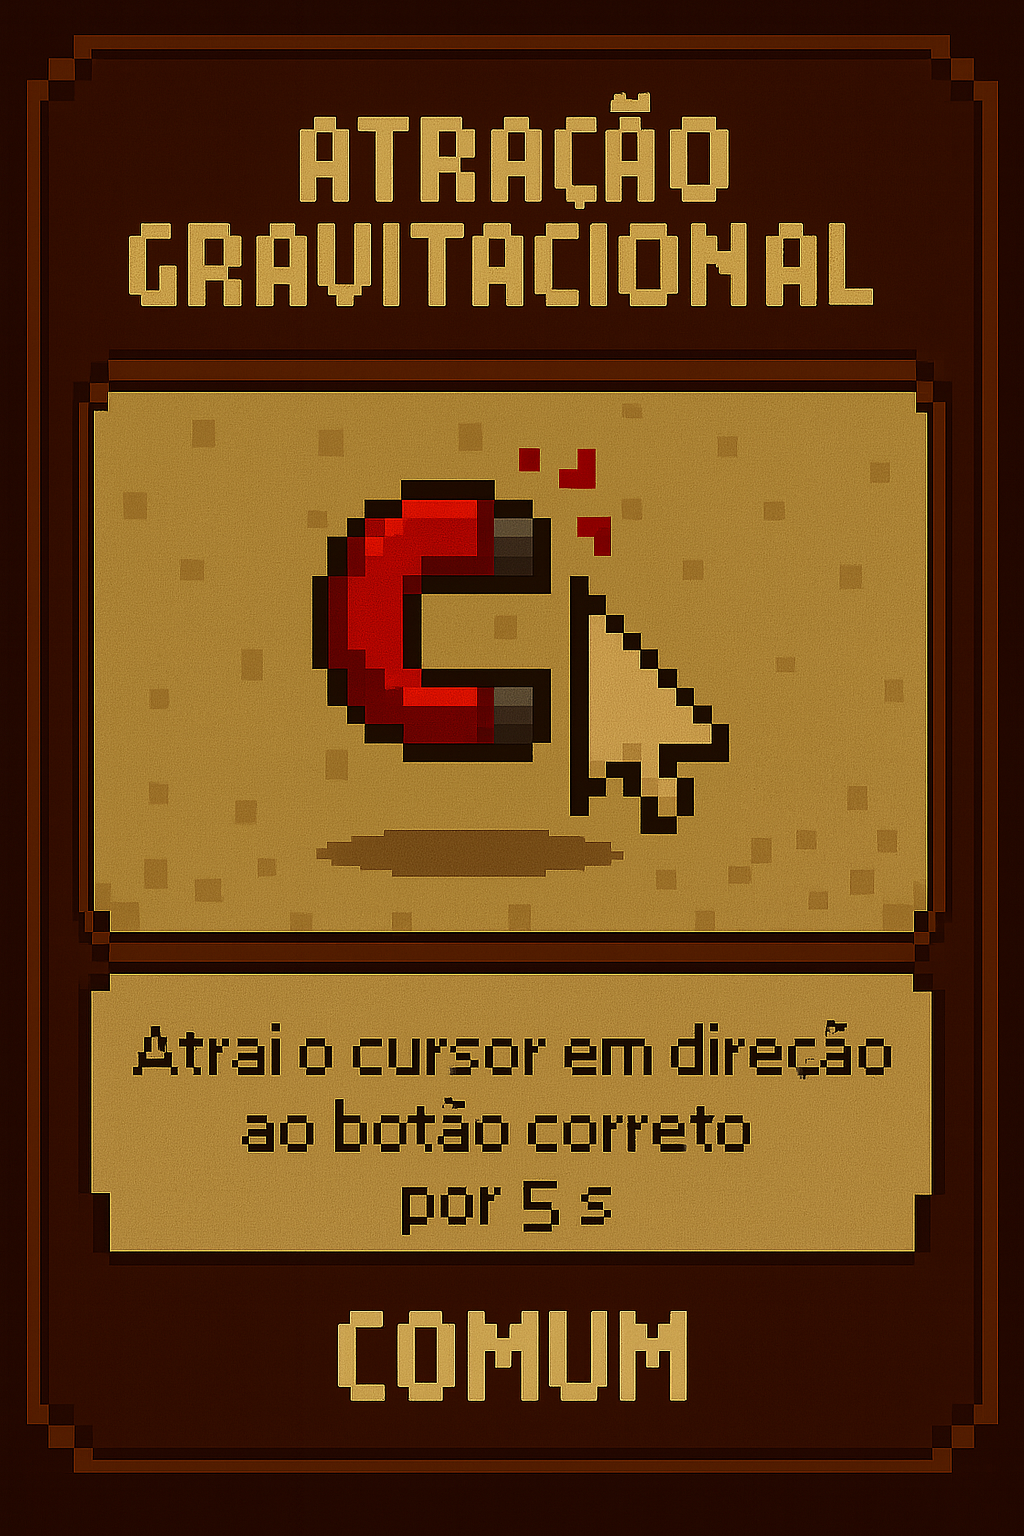 ATRAÇÃO
GRAVITACIONAL
Atrai o cursor em direção
ao botão correto
por 5 s
COMUM